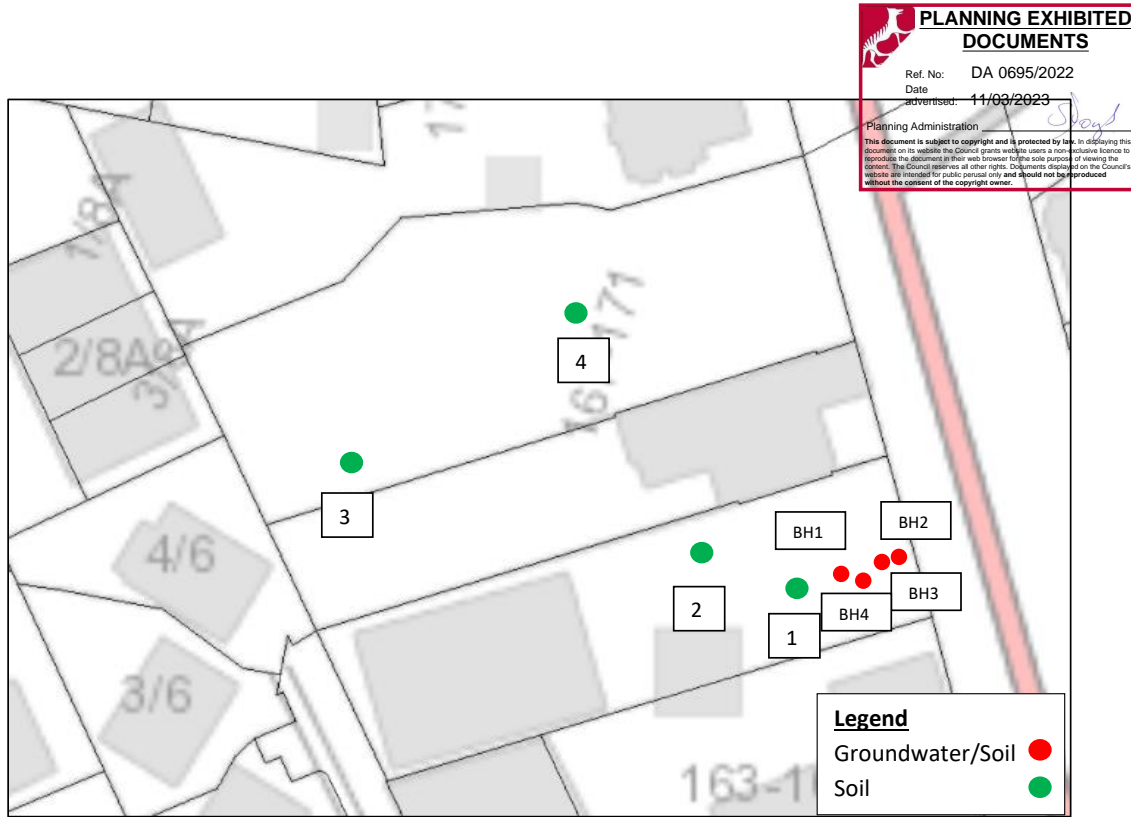 PLANNING EXHIBITED
DOCUMENTS
Ref. No: DA 0695/2022
Date
advertised: 11/03/2023
Planning Administration
This document is subject to copyright and is protected by law. In displaying this
document on its website the Council grants website users a non-exclusive licence to
reproduce the document in their web browser for the sole purpose of viewing the
content. The Council reserves all other rights. Documents displayed on the Council's
website are intended for public perusal only and should not be reproduced
without the consent of the copyright owner.
17
1/8A
2/8A
3/8A
4
3
BH1
BH2
2
1
BH4
BH3
4/6
3/6
Legend
Groundwater/Soil
Soil